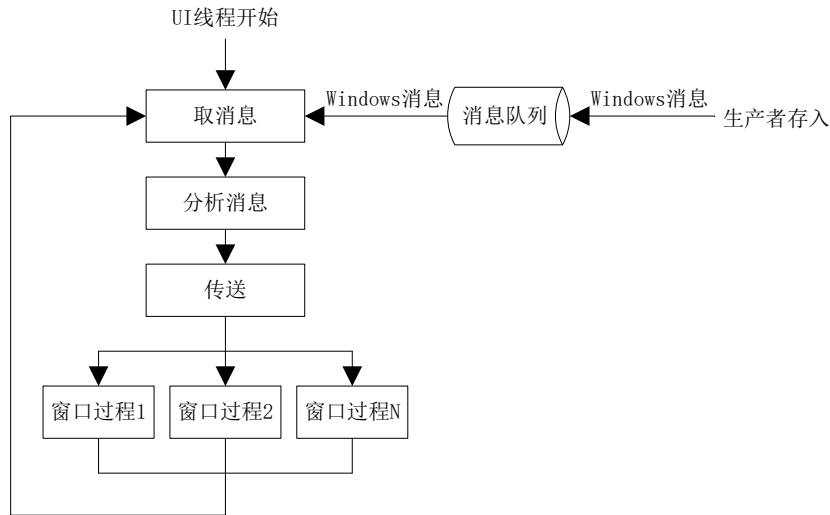 UI线程开始
取消息
Windows消息
消息队列
Windows消息
生产者存入
分析消息
传送
窗口过程1
窗口过程2
窗口过程N